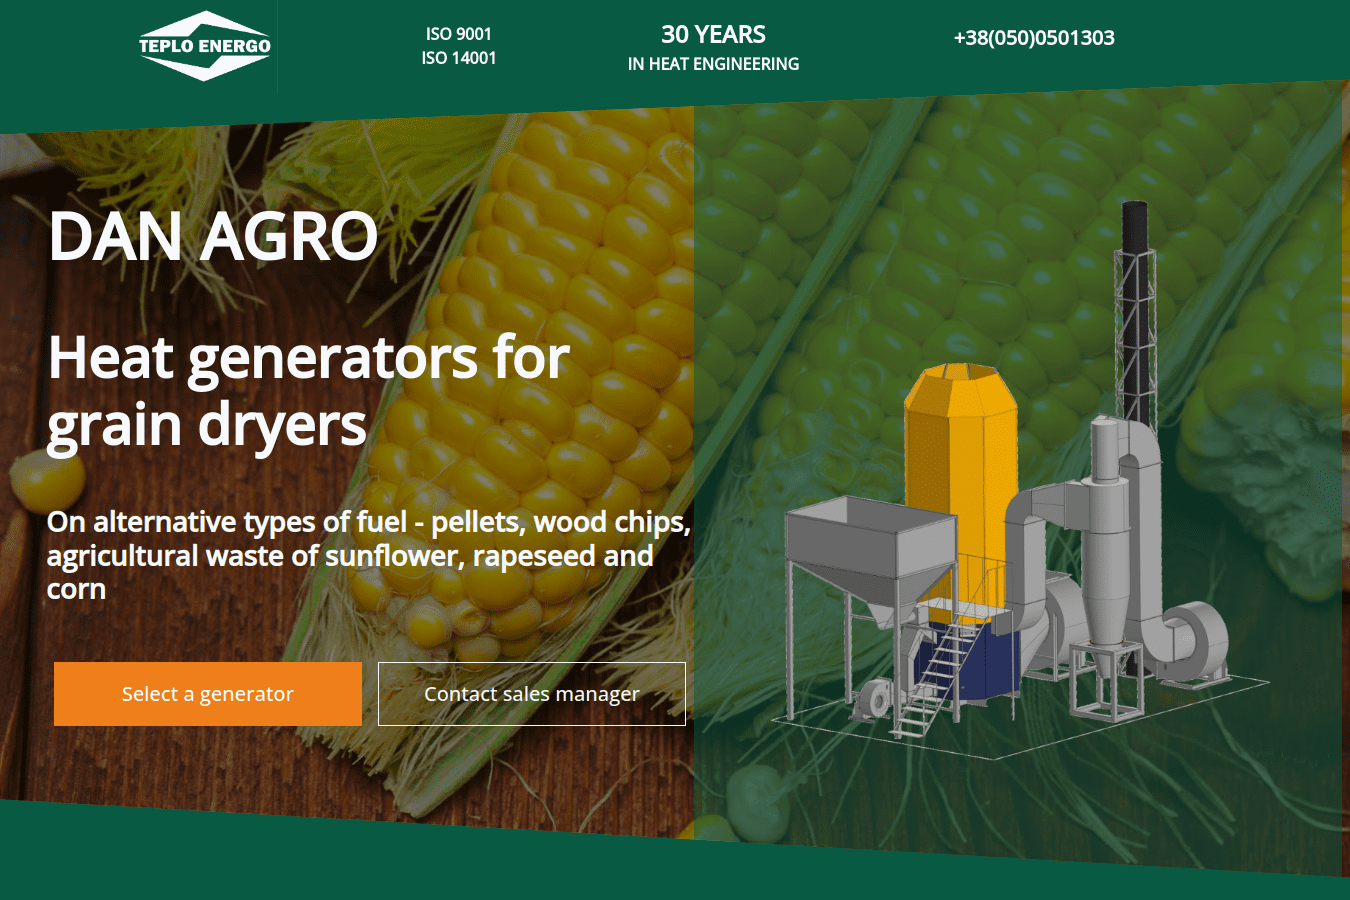 TEPLO ENERGO
ISO 9001
ISO 14001
30 YEARS
IN HEAT ENGINEERING
+38(050)0501303
DAN AGRO
Heat generators for
grain dryers
On alternative types of fuel - pellets, wood chips,
agricultural waste of sunflower, rapeseed and
corn
Select a generator
Contact sales manager